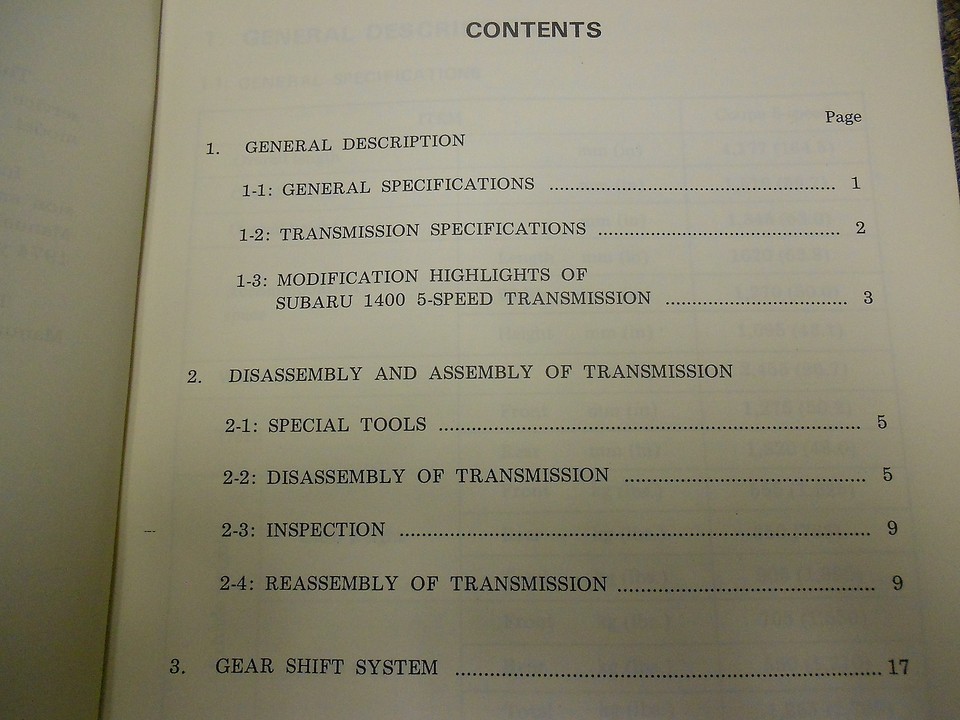 CONTENTS
Page
1. GENERAL DESCRIPTION
1-1: GENERAL SPECIFICATIONS ........................................................ 1
1-2: TRANSMISSION SPECIFICATIONS ............................................... 2
1-3: MODIFICATION HIGHLIGHTS OF
SUBARU 1400 5-SPEED TRANSMISSION ................................... 3
2. DISASSEMBLY AND ASSEMBLY OF TRANSMISSION
2-1: SPECIAL TOOLS ................................................................................ 5
2-2: DISASSEMBLY OF TRANSMISSION ............................................. 5
2-3: INSPECTION ........................................................................................ 9
2-4: REASSEMBLY OF TRANSMISSION ............................................... 9
3. GEAR SHIFT SYSTEM ................................................................................ 17